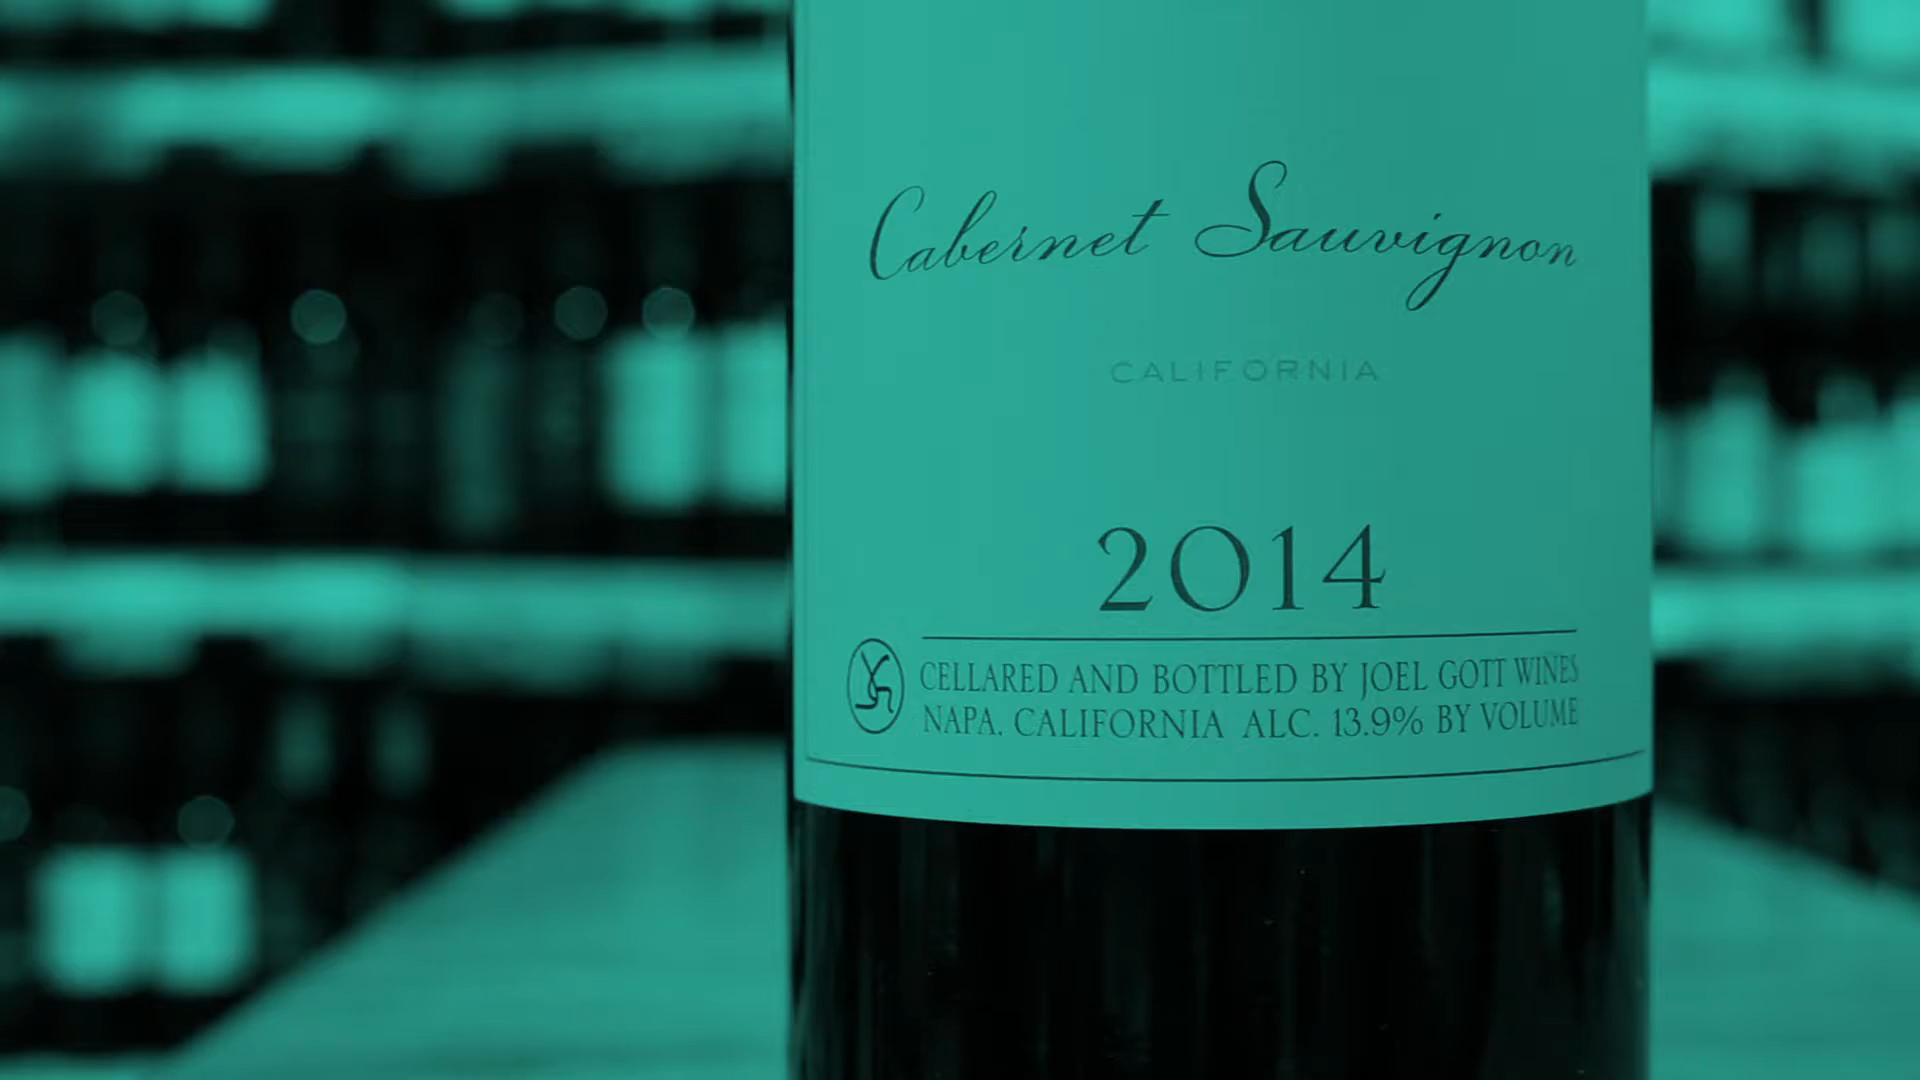 Cabernet Sauvignon
CALIFORNIA
2014
CELLARED AND BOTTLED BY JOEL GOTT WINES
NAPA, CALIFORNIA ALC. 13.9% BY VOLUME